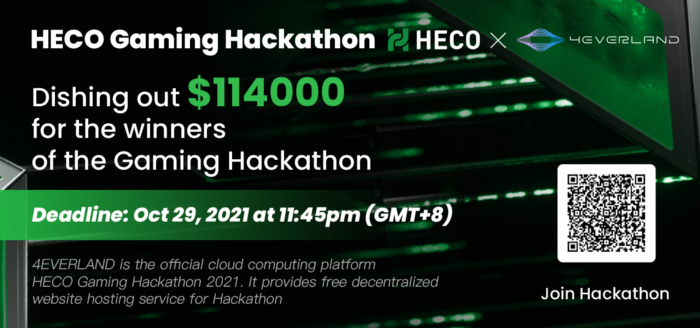 HECO Gaming Hackathon HECO × 4EVERLAND
Dishing out $114000
for the winners
of the Gaming Hackathon
Deadline: Oct 29, 2021 at 11:45pm (GMT+8)
4EVERLAND is the official cloud computing platform
HECO Gaming Hackathon 2021. It provides free decentralized
website hosting service for Hackathon
Join Hackathon